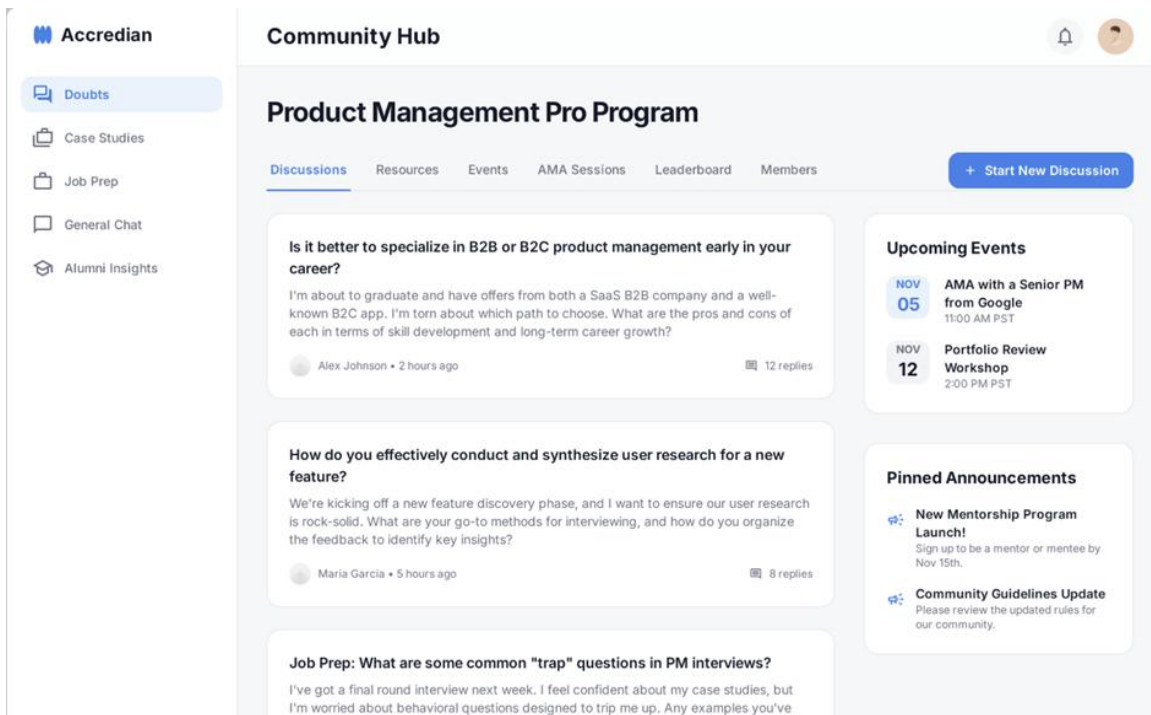 Accredian
Community Hub
Doubts
Case Studies
Job Prep
General Chat
Alumni Insights
Product Management Pro Program
Discussions Resources Events AMA Sessions Leaderboard Members
+ Start New Discussion
Is it better to specialize in B2B or B2C product management early in your
career?
I'm about to graduate and have offers from both a SaaS B2B company and a well-
known B2C app. I'm torn about which path to choose. What are the pros and cons of
each in terms of skill development and long-term career growth?
Alex Johnson • 2 hours ago
12 replies
How do you effectively conduct and synthesize user research for a new
feature?
We're kicking off a new feature discovery phase, and I want to ensure our user research
is rock-solid. What are your go-to methods for interviewing, and how do you organize
the feedback to identify key insights?
Maria Garcia • 5 hours ago
8 replies
Job Prep: What are some common "trap" questions in PM interviews?
I've got a final round interview next week. I feel confident about my case studies, but
I'm worried about behavioral questions designed to trip me up. Any examples you've
Upcoming Events
NOV
05
AMA with a Senior PM
from Google
11:00 AM PST
NOV
12
Portfolio Review
Workshop
2:00 PM PST
Pinned Announcements
New Mentorship Program
Launch!
Sign up to be a mentor or mentee by
Nov 15th.
Community Guidelines Update
Please review the updated rules for
our community.